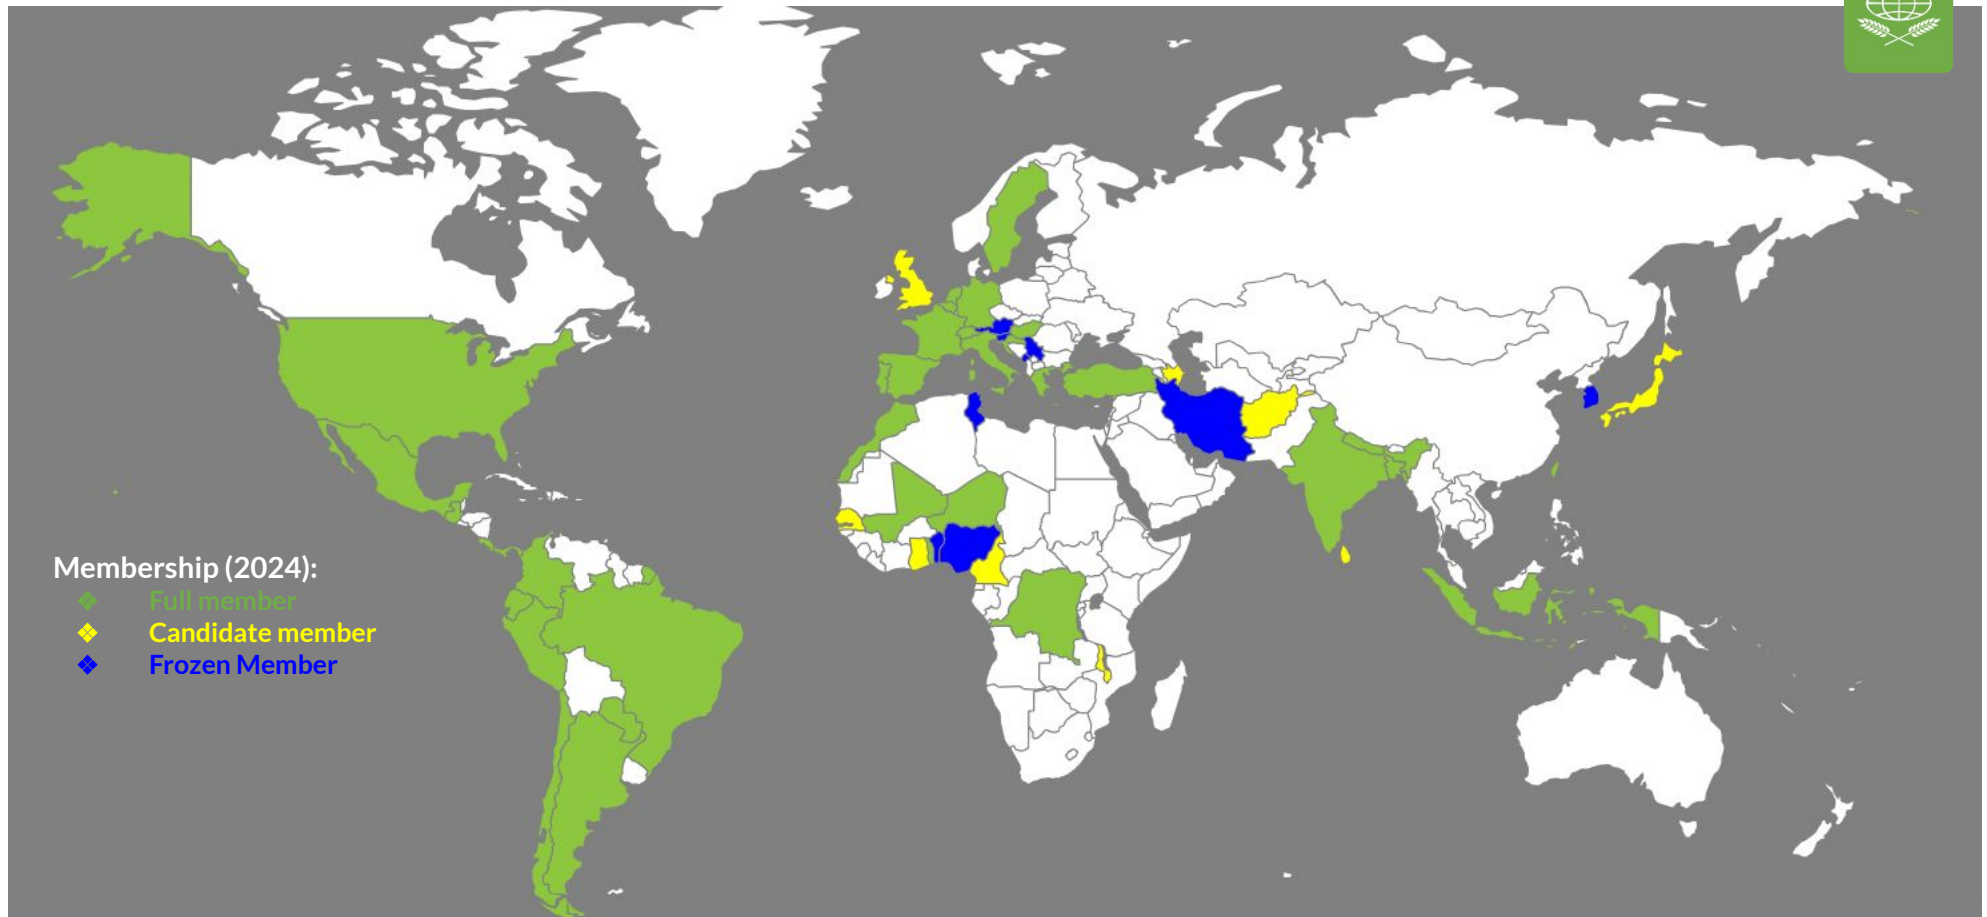 Membership (2024):
❖ Full member
❖ Candidate member
❖ Frozen Member